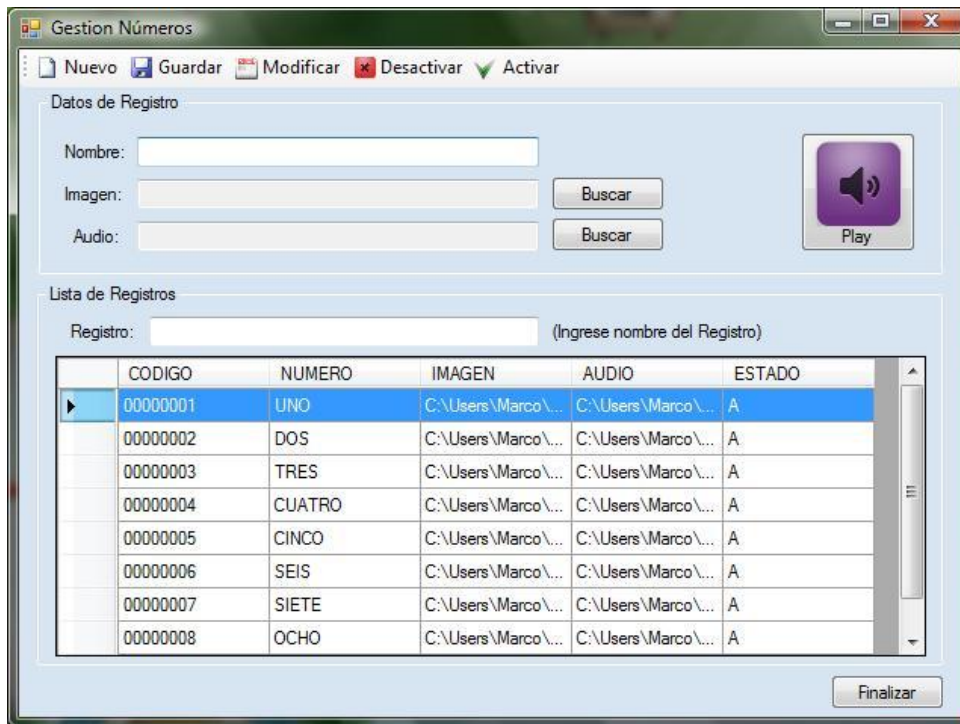 Gestion Números
Nuevo Guardar Modificar Desactivar Activar
Datos de Registro
Nombre:
Imagen: Buscar
Audio: Buscar
Play
Lista de Registros
Registro: (Ingrese nombre del Registro)
CODIGO NUMERO IMAGEN AUDIO ESTADO
00000001 UNO C:\Users\Marco\... C:\Users\Marco\... A
00000002 DOS C:\Users\Marco\... C:\Users\Marco\... A
00000003 TRES C:\Users\Marco\... C:\Users\Marco\... A
00000004 CUATRO C:\Users\Marco\... C:\Users\Marco\... A
00000005 CINCO C:\Users\Marco\... C:\Users\Marco\... A
00000006 SEIS C:\Users\Marco\... C:\Users\Marco\... A
00000007 SIETE C:\Users\Marco\... C:\Users\Marco\... A
00000008 OCHO C:\Users\Marco\... C:\Users\Marco\... A
Finalizar